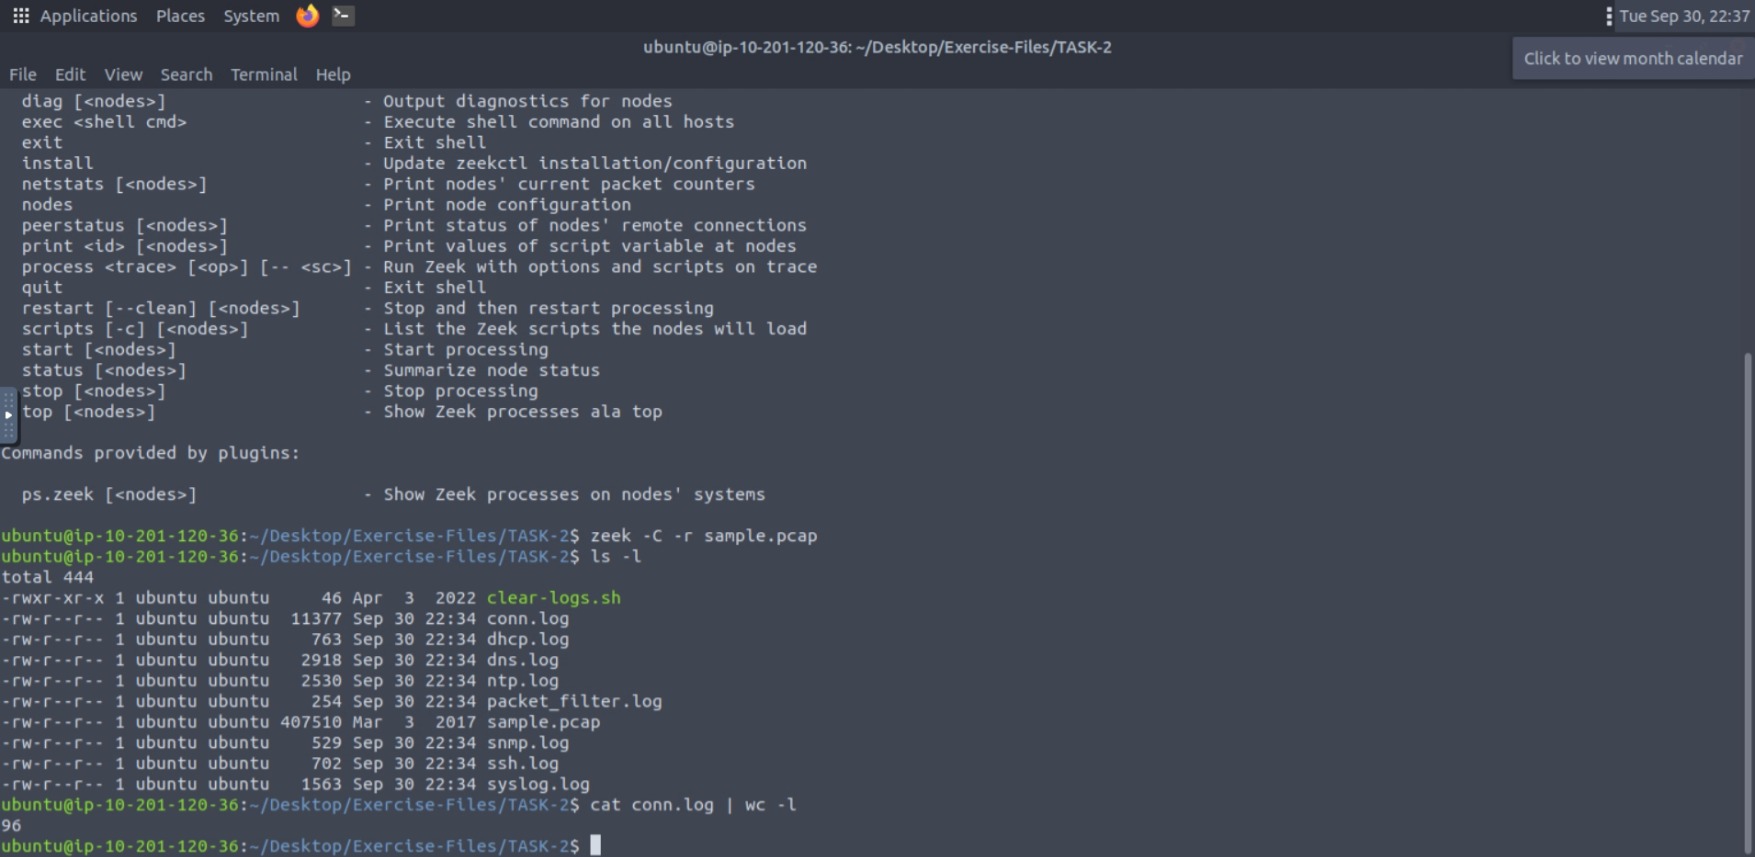 Applications Places System Tue Sep 30, 22:37
ubuntu@ip-10-201-120-36: ~/Desktop/Exercise-Files/TASK-2
Click to view month calendar
File Edit View Search Terminal Help
diag [<nodes>] - Output diagnostics for nodes
exec <shell cmd> - Execute shell command on all hosts
exit - Exit shell
install - Update zeekctl installation/configuration
netstats [<nodes>] - Print nodes' current packet counters
nodes - Print node configuration
peerstatus [<nodes>] - Print status of nodes' remote connections
print <id> [<nodes>] - Print values of script variable at nodes
process <trace> [<op>] [-- <sc>] - Run Zeek with options and scripts on trace
quit - Exit shell
restart [--clean] [<nodes>] - Stop and then restart processing
scripts [-c] [<nodes>] - List the Zeek scripts the nodes will load
start [<nodes>] - Start processing
status [<nodes>] - Summarize node status
stop [<nodes>] - Stop processing
top [<nodes>] - Show Zeek processes ala top
Commands provided by plugins:
ps.zeek [<nodes>] - Show Zeek processes on nodes' systems
ubuntu@ip-10-201-120-36:~/Desktop/Exercise-Files/TASK-2$ zeek -C -r sample.pcap
ubuntu@ip-10-201-120-36:~/Desktop/Exercise-Files/TASK-2$ ls -l
total 444
-rwxr-xr-x 1 ubuntu ubuntu 46 Apr 3 2022 clear-logs.sh
-rw-r--r-- 1 ubuntu ubuntu 11377 Sep 30 22:34 conn.log
-rw-r--r-- 1 ubuntu ubuntu 763 Sep 30 22:34 dhcp.log
-rw-r--r-- 1 ubuntu ubuntu 2918 Sep 30 22:34 dns.log
-rw-r--r-- 1 ubuntu ubuntu 2530 Sep 30 22:34 ntp.log
-rw-r--r-- 1 ubuntu ubuntu 254 Sep 30 22:34 packet_filter.log
-rw-r--r-- 1 ubuntu ubuntu 407510 Mar 3 2017 sample.pcap
-rw-r--r-- 1 ubuntu ubuntu 529 Sep 30 22:34 snmp.log
-rw-r--r-- 1 ubuntu ubuntu 702 Sep 30 22:34 ssh.log
-rw-r--r-- 1 ubuntu ubuntu 1563 Sep 30 22:34 syslog.log
ubuntu@ip-10-201-120-36:~/Desktop/Exercise-Files/TASK-2$ cat conn.log | wc -l
96
ubuntu@ip-10-201-120-36:~/Desktop/Exercise-Files/TASK-2$